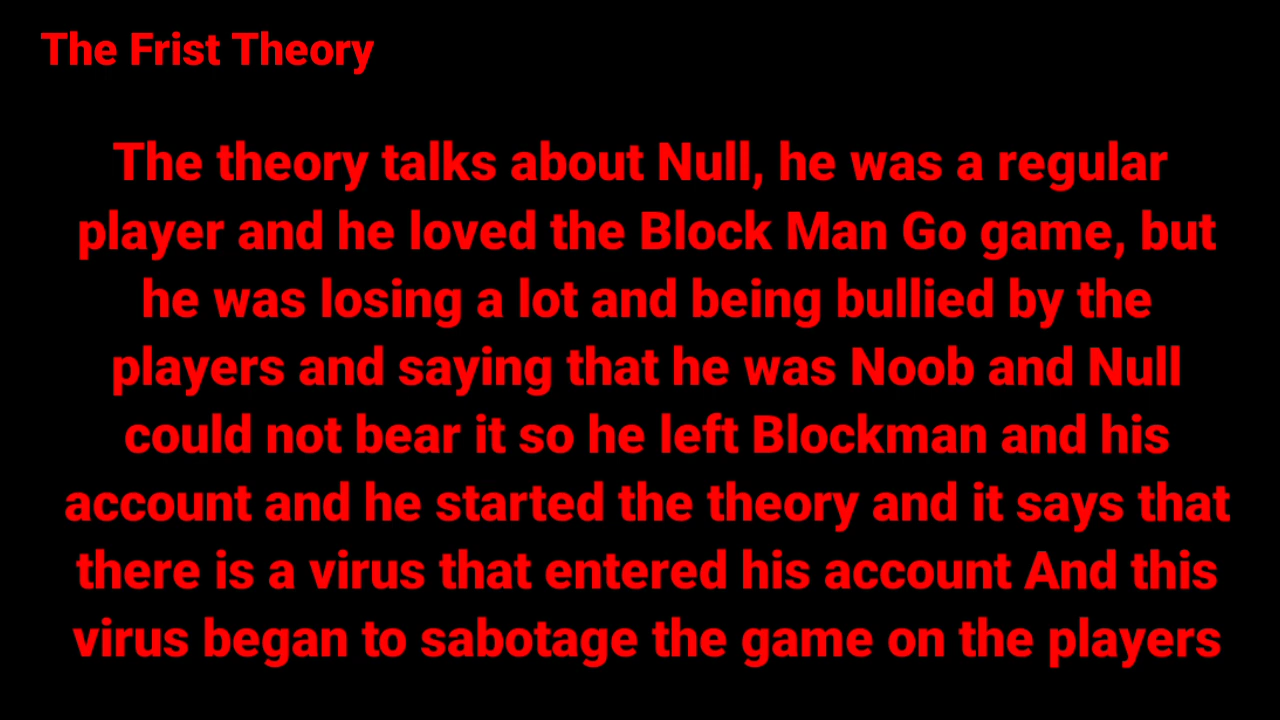 The Frist Theory
The theory talks about Null, he was a regular
player and he loved the Block Man Go game, but
he was losing a lot and being bullied by the
players and saying that he was Noob and Null
could not bear it so he left Blockman and his
account and he started the theory and it says that
there is a virus that entered his account And this
virus began to sabotage the game on the players